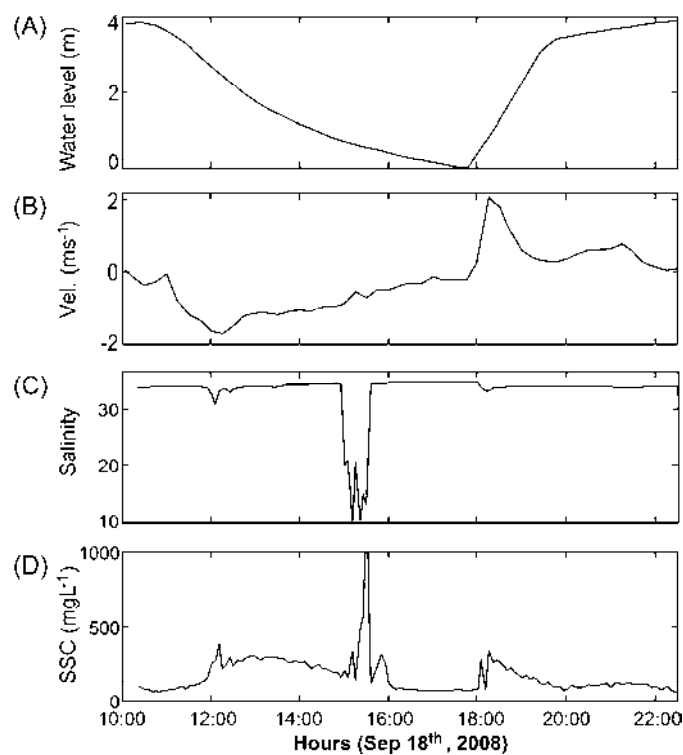 (A)
Water level (m)
4
2
0
(B)
Vel. (ms⁻¹)
2
0
-2
(C)
Salinity
30
20
10
(D)
SSC (mgL⁻¹)
1000
500
0
10:00 12:00 14:00 16:00 18:00 20:00 22:00
Hours (Sep 18ᵗʰ, 2008)